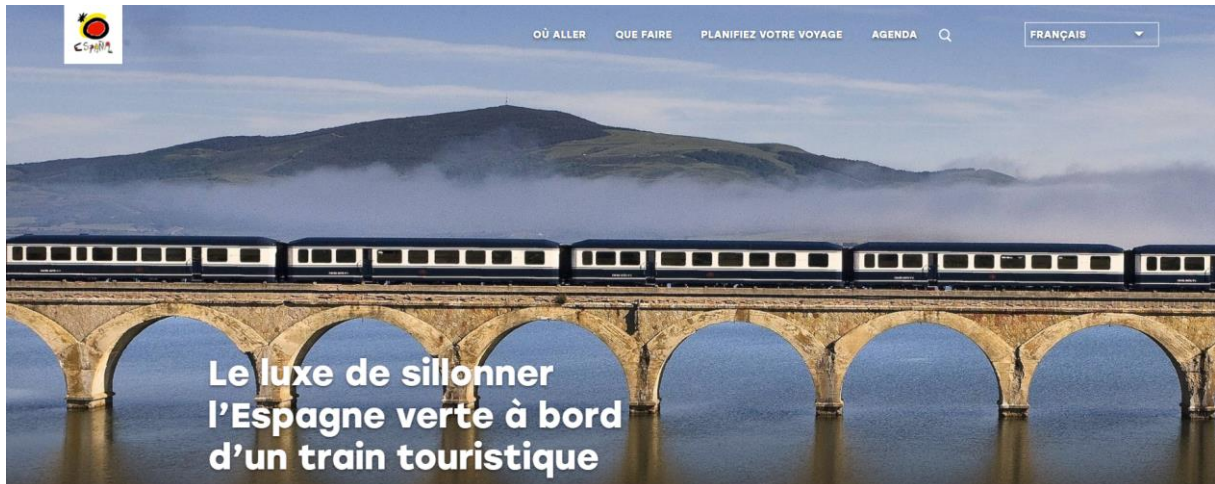 España
OÙ ALLER QUE FAIRE PLANIFIEZ VOTRE VOYAGE AGENDA FRANÇAIS
Le luxe de sillonner
l’Espagne verte à bord
d’un train touristique